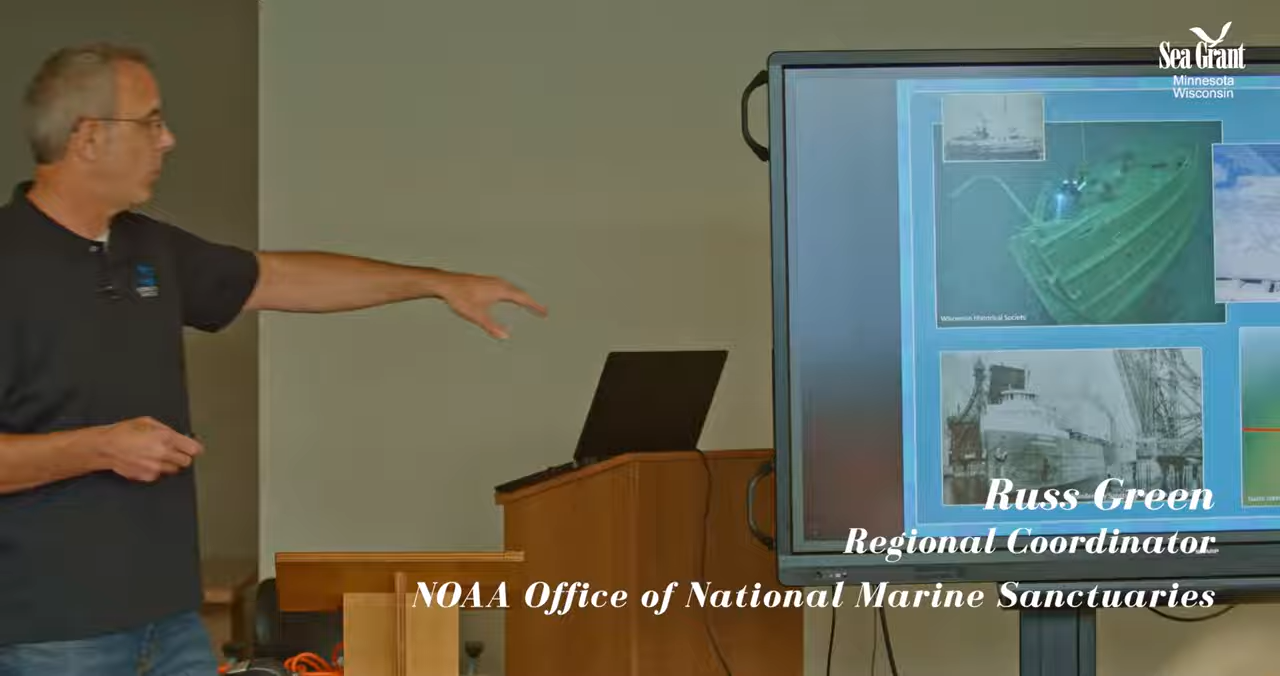 Sea Grant
Minnesota
Wisconsin
Wisconsin Historical Society
Russ Green
Regional Coordinator
NOAA Office of National Marine Sanctuaries